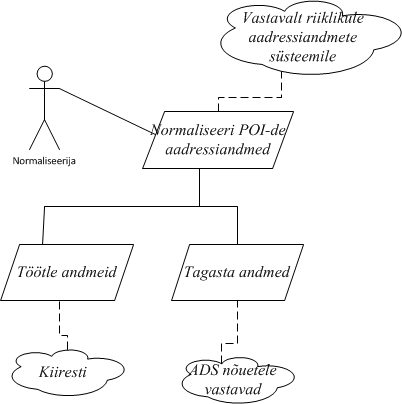 Vastavalt riiklikule
aadressiandmete
süsteemile
Normaliseerija
Normaliseeri POI-de
aadressiandmed
Töötle andmeid
Tagasta andmed
Kiiresti
ADS nõuetele
vastavad